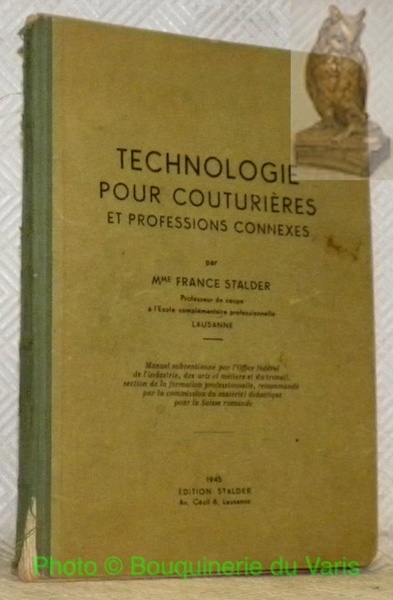 TECHNOLOGIE
POUR COUTURIÈRES
ET PROFESSIONS CONNEXES
par
MME FRANCE STALDER
Professeur de coupe
à l'Ecole complémentaire professionnelle
LAUSANNE
Manuel subventionné par l'Office fédéral
de l'industrie, des arts et métiers et du travail,
section de la formation professionnelle, recommandé
par la commission du matériel didactique
pour la Suisse romande
1945
EDITION STALDER
Av. Cécil 6, Lausanne
Photo © Bouquinerie du Varis